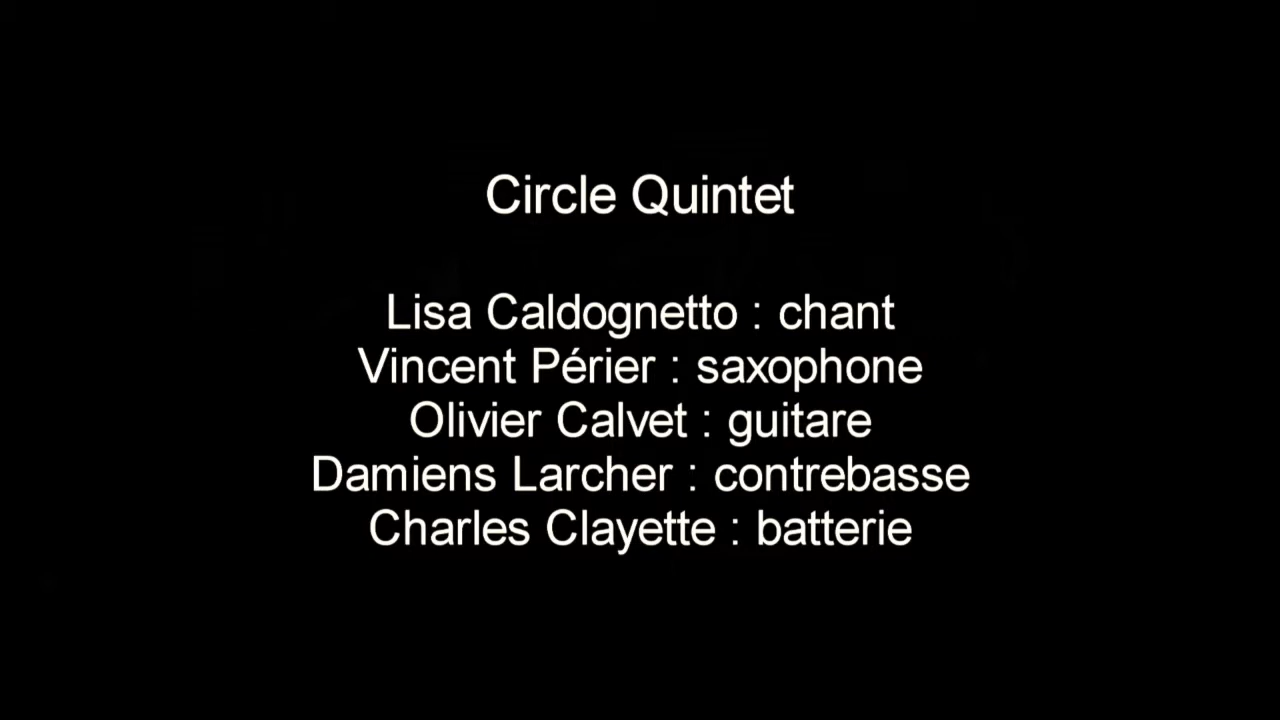 Circle Quintet
Lisa Caldognetto : chant
Vincent Périer : saxophone
Olivier Calvet : guitare
Damiens Larcher : contrebasse
Charles Clayette : batterie